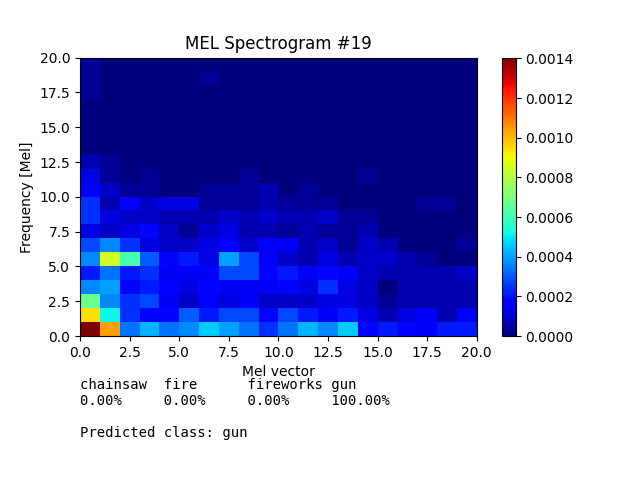 MEL Spectrogram #19
Frequency [Mel]
20.0
17.5
15.0
12.5
10.0
7.5
5.0
2.5
0.0
0.0 2.5 5.0 7.5 10.0 12.5 15.0 17.5 20.0
Mel vector
0.0014
0.0012
0.0010
0.0008
0.0006
0.0004
0.0002
0.0000
chainsaw fire fireworks gun
0.00% 0.00% 0.00% 100.00%
Predicted class: gun